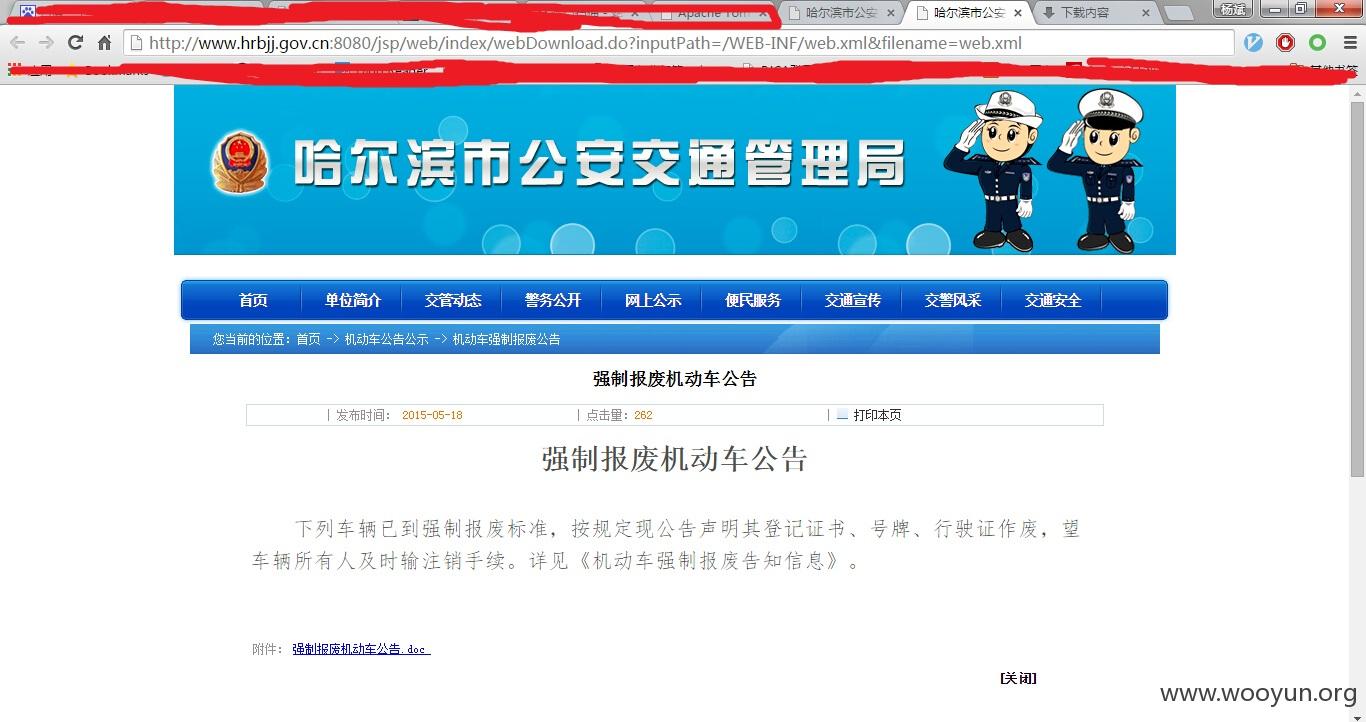 Apache Tom
哈尔滨市公安
哈尔滨市公安
下载内容
杨斌
http://www.hrbjj.gov.cn:8080/jsp/web/index/webDownload.do?inputPath=/WEB-INF/web.xml&filename=web.xml
哈尔滨市公安交通管理局
首页 单位简介 交管动态 警务公开 网上公示 便民服务 交通宣传 交警风采 交通安全
您当前的位置：首页 -> 机动车公告公示 -> 机动车强制报废公告
强制报废机动车公告
| 发布时间： 2015-05-18 | 点击量：262 | 打印本页
强制报废机动车公告
下列车辆已到强制报废标准，按规定现公告声明其登记证书、号牌、行驶证作废，望
车辆所有人及时输注销手续。详见《机动车强制报废告知信息》。
附件： 强制报废机动车公告.doc
[关闭]
www.wooyun.org